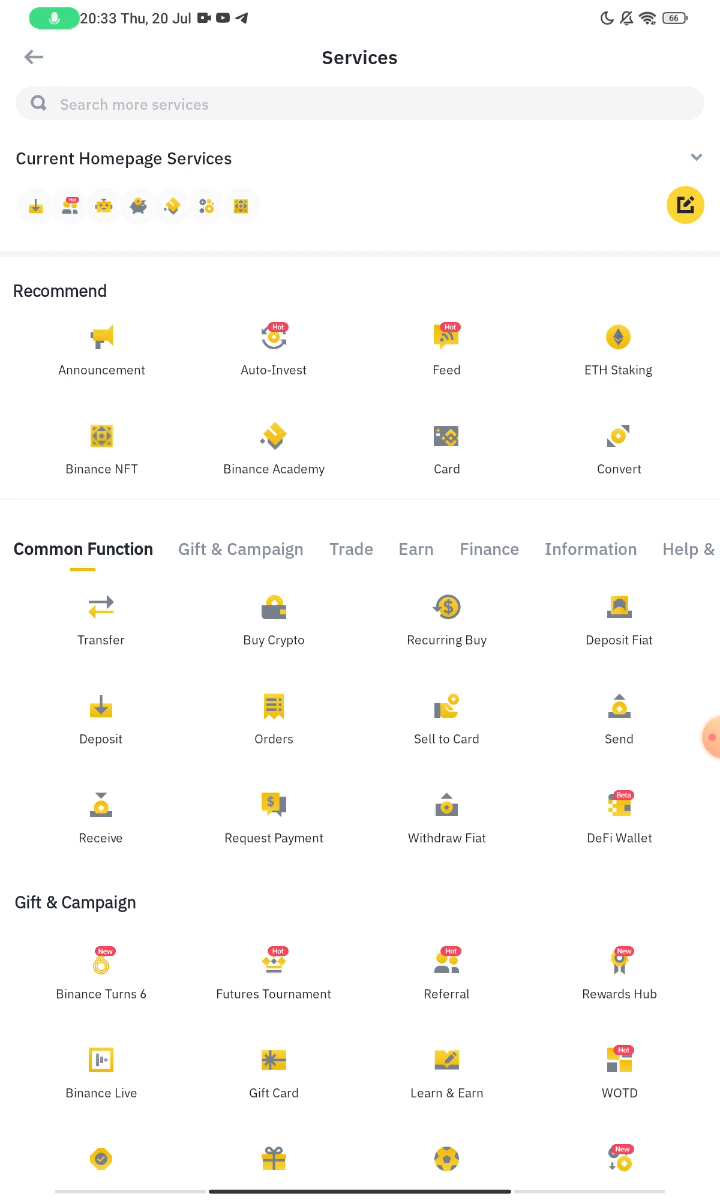 20:33 Thu, 20 Jul
66
Services
Search more services
Current Homepage Services
Hot
Recommend
Hot Hot
Announcement Auto-Invest Feed ETH Staking
Binance NFT Binance Academy Card Convert
Common Function Gift & Campaign Trade Earn Finance Information Help &
Transfer Buy Crypto Recurring Buy Deposit Fiat
Deposit Orders Sell to Card Send
Beta
Receive Request Payment Withdraw Fiat DeFi Wallet
Gift & Campaign
New Hot Hot New
Binance Turns 6 Futures Tournament Referral Rewards Hub
Hot
Binance Live Gift Card Learn & Earn WOTD
New